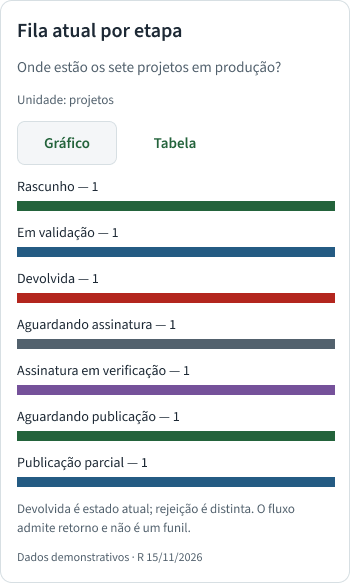 Fila atual por etapa
Onde estão os sete projetos em produção?
Unidade: projetos
Gráfico
Tabela
Rascunho — 1
Em validação — 1
Devolvida — 1
Aguardando assinatura — 1
Assinatura em verificação — 1
Aguardando publicação — 1
Publicação parcial — 1
Devolvida é estado atual; rejeição é distinta. O fluxo
admite retorno e não é um funil.
Dados demonstrativos · R 15/11/2026